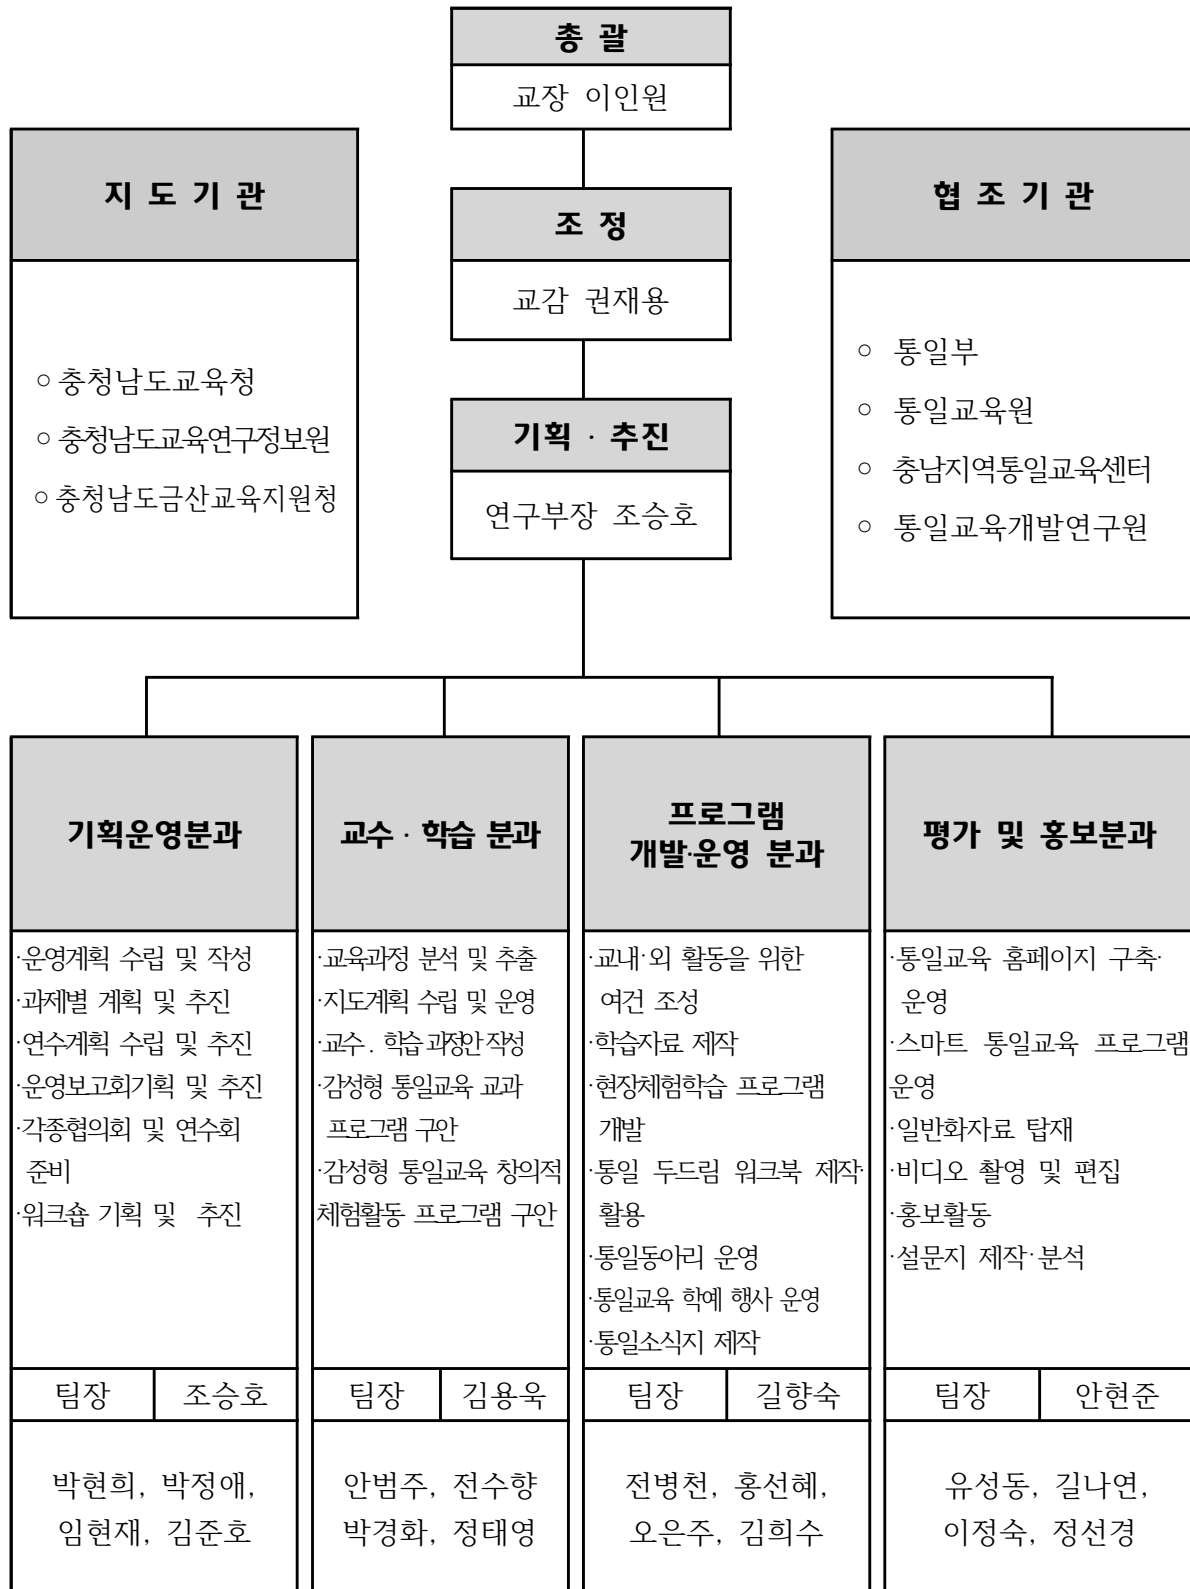 총 괄
교장 이인원
지 도 기 관
○ 충청남도교육청
○ 충청남도교육연구정보원
○ 충청남도금산교육지원청
조 정
교감 권재용
기획 · 추진
연구부장 조승호
협 조 기 관
○ 통일부
○ 통일교육원
○ 충남지역통일교육센터
○ 통일교육개발연구원
기획운영분과
·운영계획 수립 및 작성
·과제별 계획 및 추진
·연수계획 수립 및 추진
·운영보고회기획 및 추진
·각종협의회 및 연수회
준비
·워크숍 기획 및 추진
팀장 조승호
박현희, 박정애,
임현재, 김준호
교수 · 학습 분과
·교육과정 분석 및 추출
·지도계획 수립 및 운영
·교수. 학습 과정안 작성
·감성형 통일교육 교과
프로그램 구안
·감성형 통일교육 창의적
체험활동 프로그램 구안
팀장 김용욱
안범주, 전수향
박경화, 정태영
프로그램
개발·운영 분과
·교내·외 활동을 위한
여건 조성
·학습자료 제작
·현장체험학습 프로그램
개발
·통일 두드림 워크북 제작·
활용
·통일동아리 운영
·통일교육 학예 행사 운영
·통일소식지 제작
팀장 길향숙
전병천, 홍선혜,
오은주, 김희수
평가 및 홍보분과
·통일교육 홈페이지 구축·
운영
·스마트 통일교육 프로그램
운영
·일반화자료 탑재
·비디오 촬영 및 편집
·홍보활동
·설문지 제작·분석
팀장 안현준
유성동, 길나연,
이정숙, 정선경